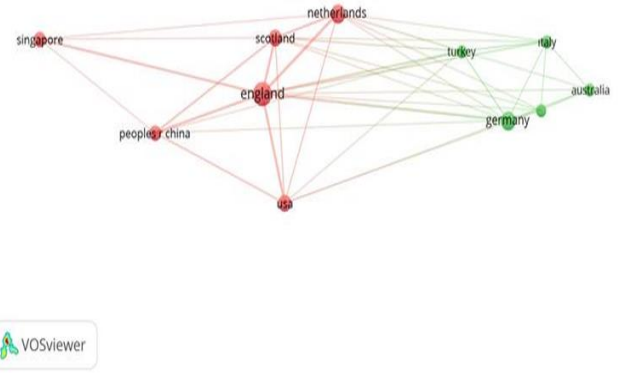 netherlands
singapore
scotland
italy
turkey
australia
england
germany
peoples r china
usa
VOSviewer